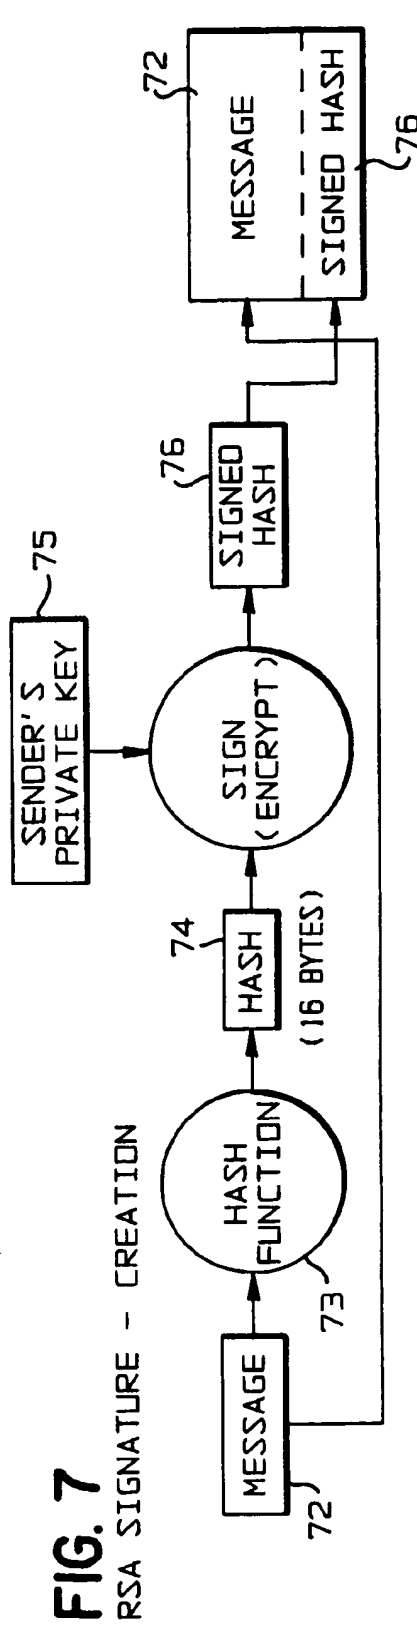 FIG. 7
RSA SIGNATURE - CREATION
MESSAGE
72
HASH
FUNCTION
73
HASH
74
(16 BYTES)
SENDER'S
PRIVATE KEY
75
SIGN
(ENCRYPT)
SIGNED
HASH
76
MESSAGE
72
SIGNED HASH
76